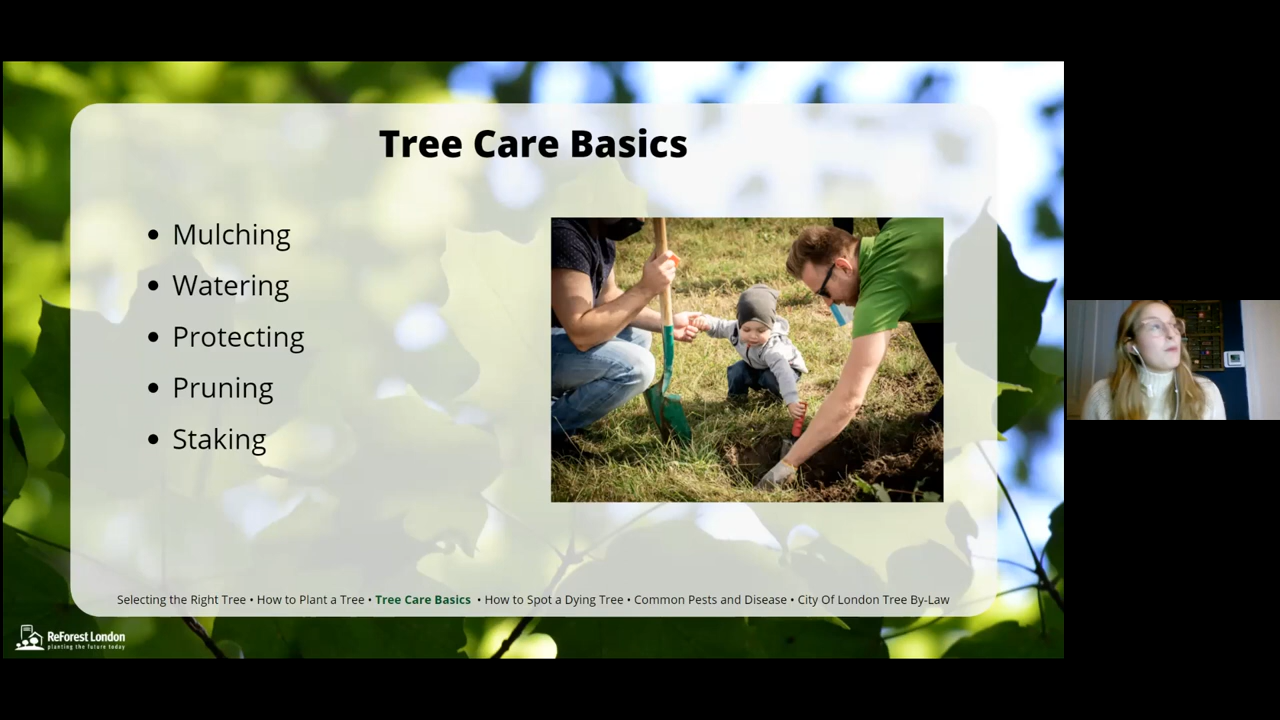 Tree Care Basics
• Mulching
• Watering
• Protecting
• Pruning
• Staking
Selecting the Right Tree • How to Plant a Tree • Tree Care Basics • How to Spot a Dying Tree • Common Pests and Disease • City Of London Tree By-Law
ReForest London
planting the future today